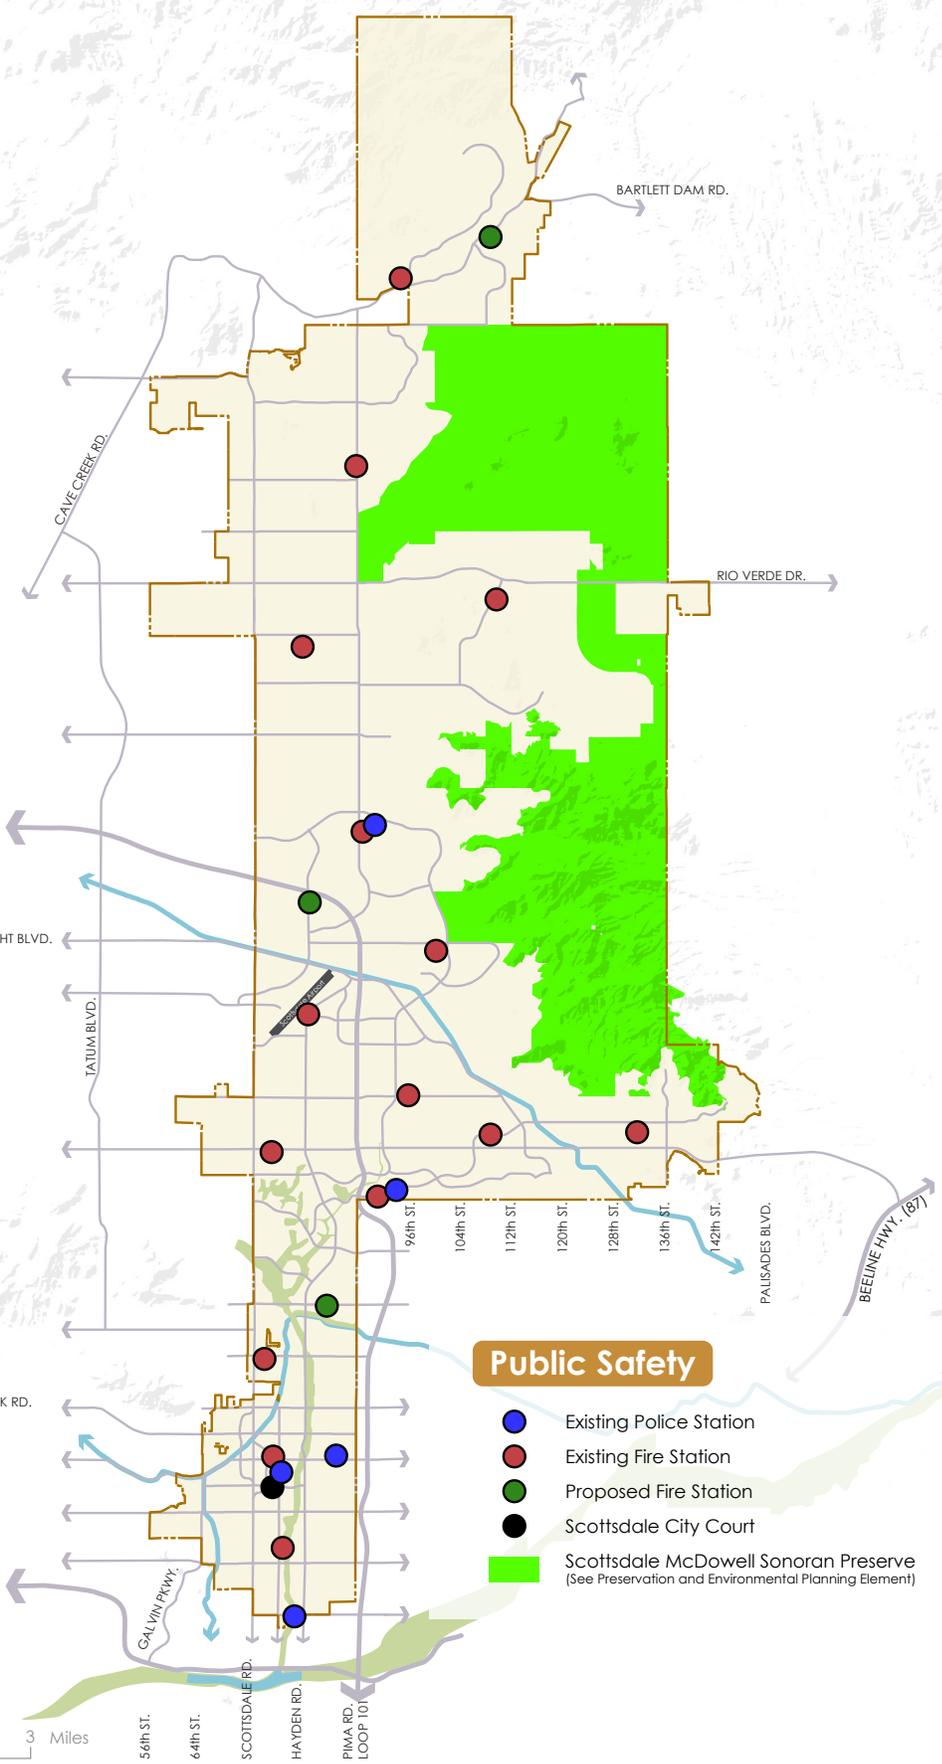 BARTLETT DAM RD.
CAVE CREEK RD.
RIO VERDE DR.
HT BLVD.
Scottsdale Airport
TATUM BLVD.
96th ST.
104th ST.
112th ST.
120th ST.
128th ST.
136th ST.
142th ST.
PALISADES BLVD.
BEELINE HWY. (87)
Public Safety
K RD.
Existing Police Station
Existing Fire Station
Proposed Fire Station
Scottsdale City Court
Scottsdale McDowell Sonoran Preserve
(See Preservation and Environmental Planning Element)
GALVIN PKWY.
3 Miles
56th ST.
64th ST.
SCOTTSDALE RD.
HAYDEN RD.
PIMA RD.
LOOP 101